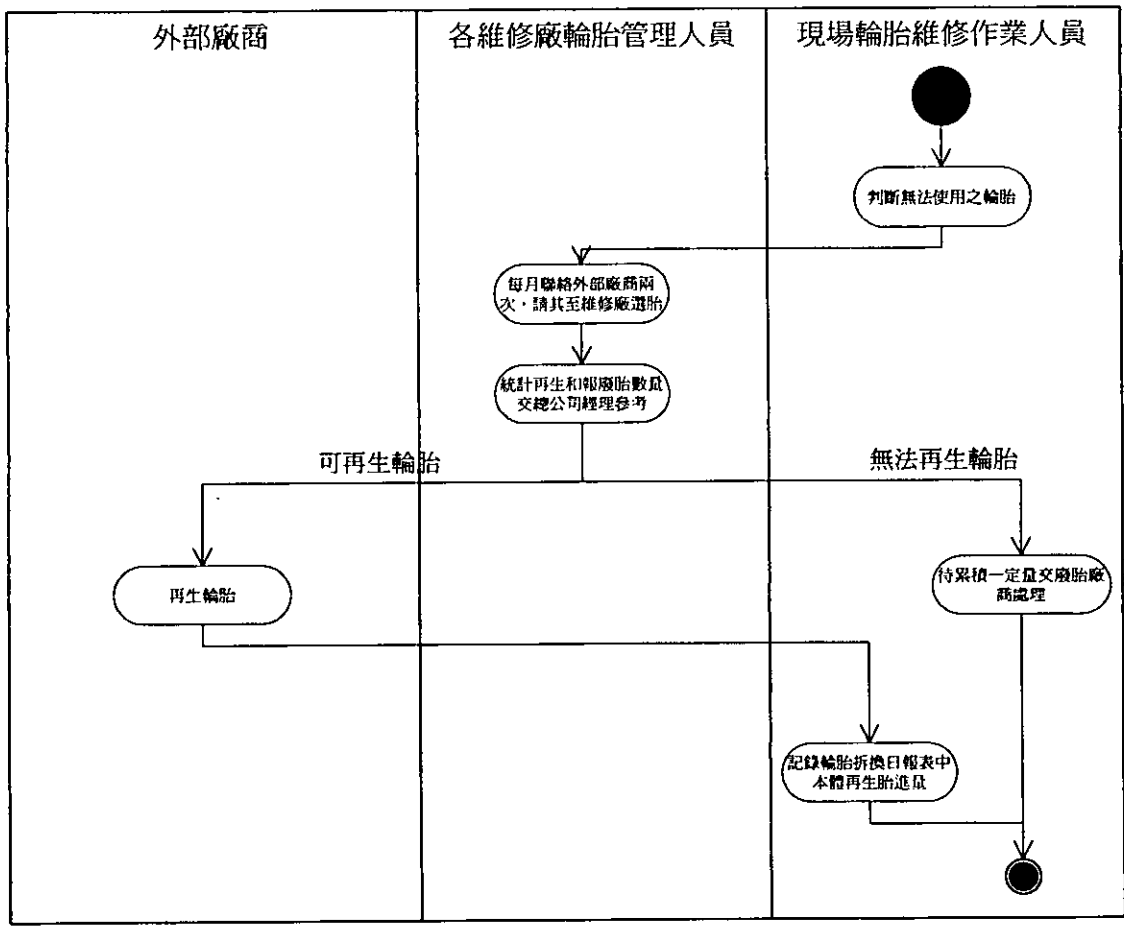 外部廠商
各維修廠輪胎管理人員
現場輪胎維修作業人員
判斷無法使用之輪胎
每月聯絡外部廠商兩
次，請其至維修廠選胎
統計再生和報廢胎數量
交總公司經理參考
可再生輪胎
無法再生輪胎
再生輪胎
待累積一定量交廢胎廠
商處理
記錄輪胎拆換日報表中
本體再生胎進量